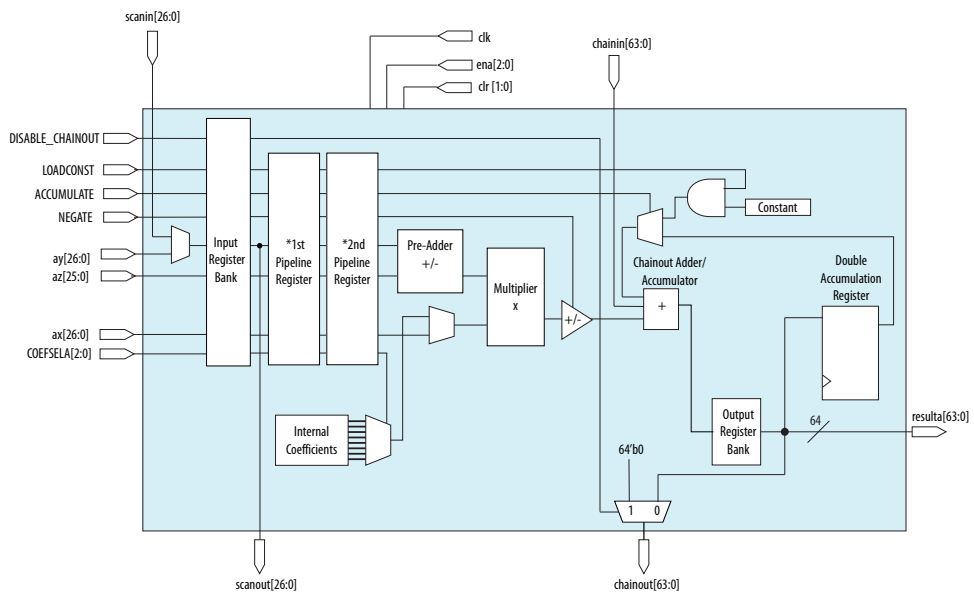 scanin[26:0]
clk
ena[2:0]
clr [1:0]
chainin[63:0]
DISABLE_CHAINOUT
LOADCONST
ACCUMULATE
NEGATE
ay[26:0]
az[25:0]
ax[26:0]
COEFSELA[2:0]
Input
Register
Bank
*1st
Pipeline
Register
*2nd
Pipeline
Register
Pre-Adder
+/-
Multiplier
x
+/-
Internal
Coefficients
Constant
Chainout Adder/
Accumulator
+
Double
Accumulation
Register
Output
Register
Bank
64
resulta[63:0]
64'b0
1 0
scanout[26:0]
chainout[63:0]